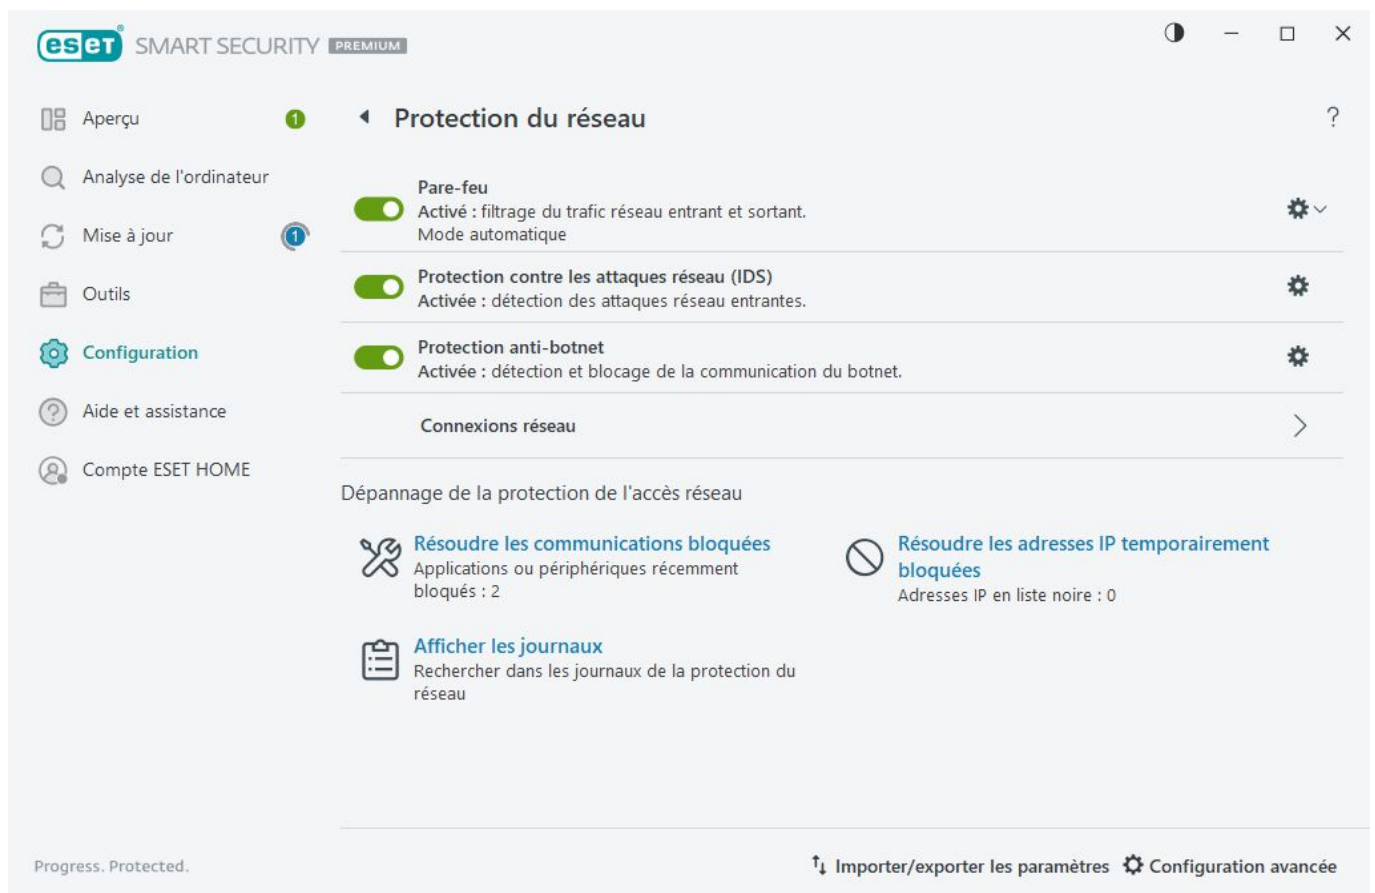 eset SMART SECURITY PREMIUM
Aperçu 1
Analyse de l'ordinateur
Mise à jour 1
Outils
Configuration
Aide et assistance
Compte ESET HOME
Protection du réseau ?
Pare-feu
Activé : filtrage du trafic réseau entrant et sortant.
Mode automatique
Protection contre les attaques réseau (IDS)
Activée : détection des attaques réseau entrantes.
Protection anti-botnet
Activée : détection et blocage de la communication du botnet.
Connexions réseau
Dépannage de la protection de l'accès réseau
Résoudre les communications bloquées
Applications ou périphériques récemment
bloqués : 2
Résoudre les adresses IP temporairement
bloquées
Adresses IP en liste noire : 0
Afficher les journaux
Rechercher dans les journaux de la protection du
réseau
Progress. Protected.
Importer/exporter les paramètres Configuration avancée